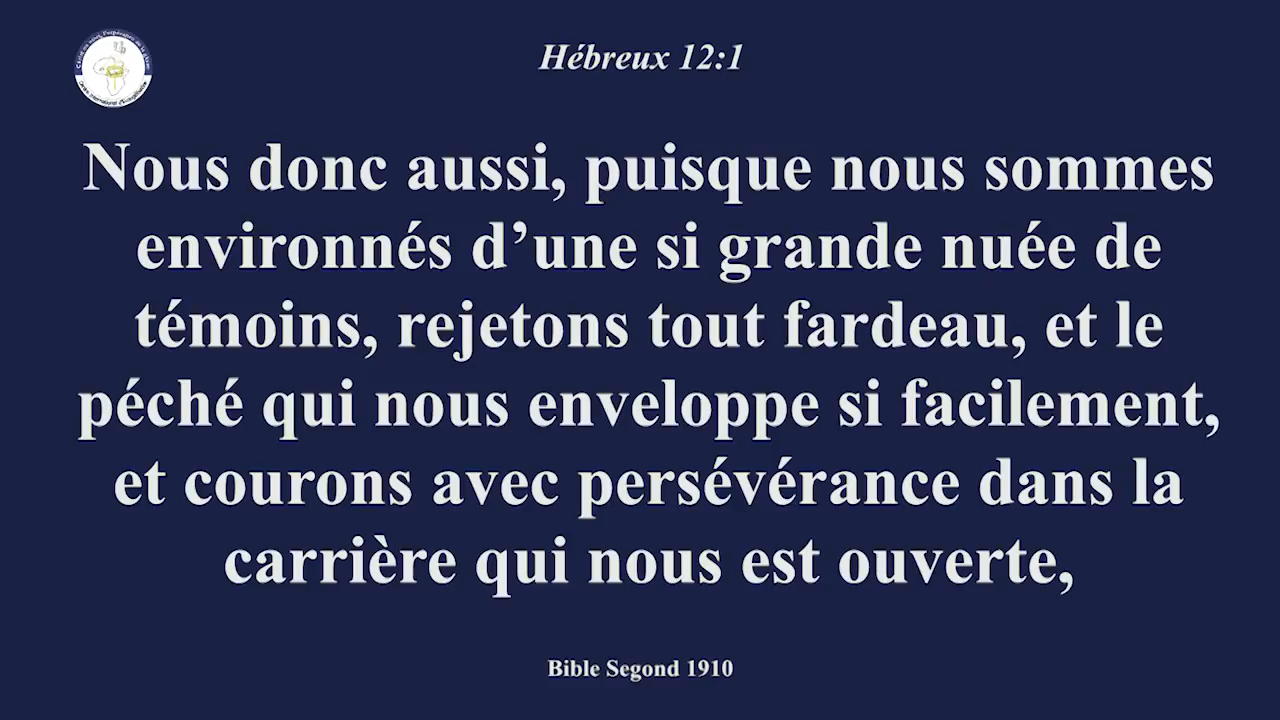 Hébreux 12:1
Nous donc aussi, puisque nous sommes
environnés d’une si grande nuée de
témoins, rejetons tout fardeau, et le
péché qui nous enveloppe si facilement,
et courons avec persévérance dans la
carrière qui nous est ouverte,
Bible Segond 1910